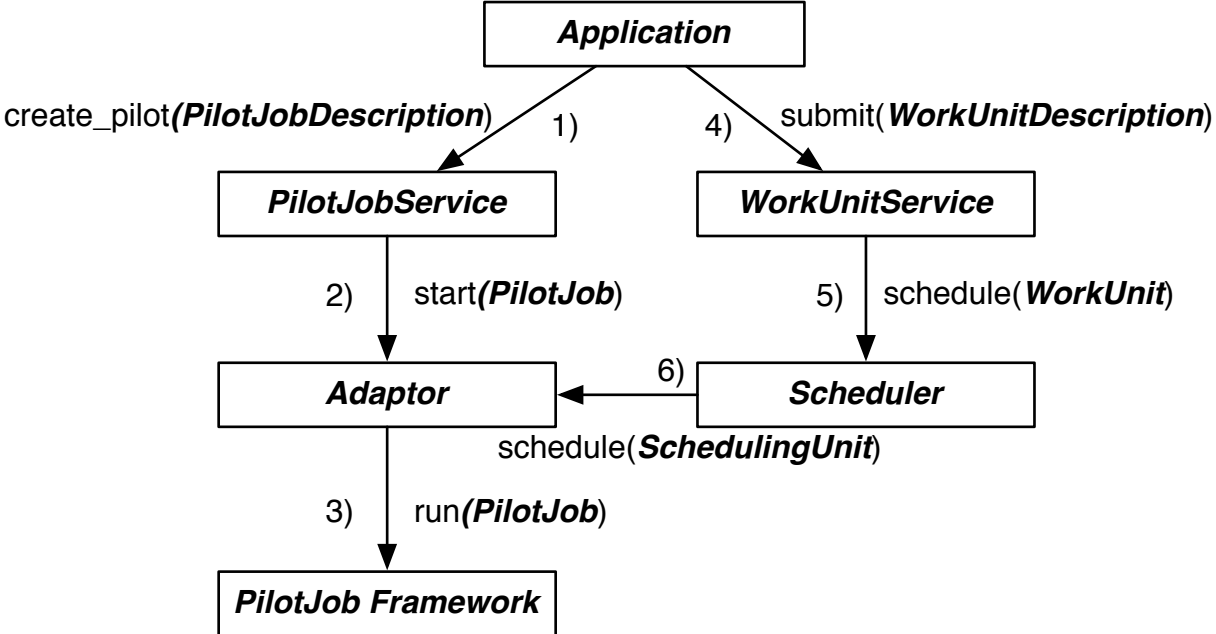 Application
create_pilot(PilotJobDescription)
1)
4)
submit(WorkUnitDescription)
PilotJobService
WorkUnitService
2)
start(PilotJob)
5)
schedule(WorkUnit)
Adaptor
6)
Scheduler
schedule(SchedulingUnit)
3)
run(PilotJob)
PilotJob Framework